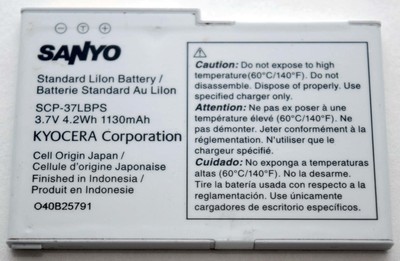 SANYO
Standard LiIon Battery /
Batterie Standard Au LiIon
SCP-37LBPS
3.7V 4.2Wh 1130mAh
KYOCERA Corporation
Cell Origin Japan /
Cellule d'origine Japonaise
Finished in Indonesia /
Produit en Indonesie
O40B25791
Caution: Do not expose to high
temperature(60°C/140°F). Do not
disassemble. Dispose of properly. Use
specified charger only.
Attention: Ne pas ex poser à une
température élevé (60°C/140°F). Ne
pas démonter. Jeter conformément à la
réglementation. N'utiliser que le
chargeur spécifié.
Cuidado: No exponga a temperaturas
altas (60°C/140°F). No la desarme.
Tire la batería usada con respecto a la
reglamentación. Use únicamente
cargadores de escritorio específicos.